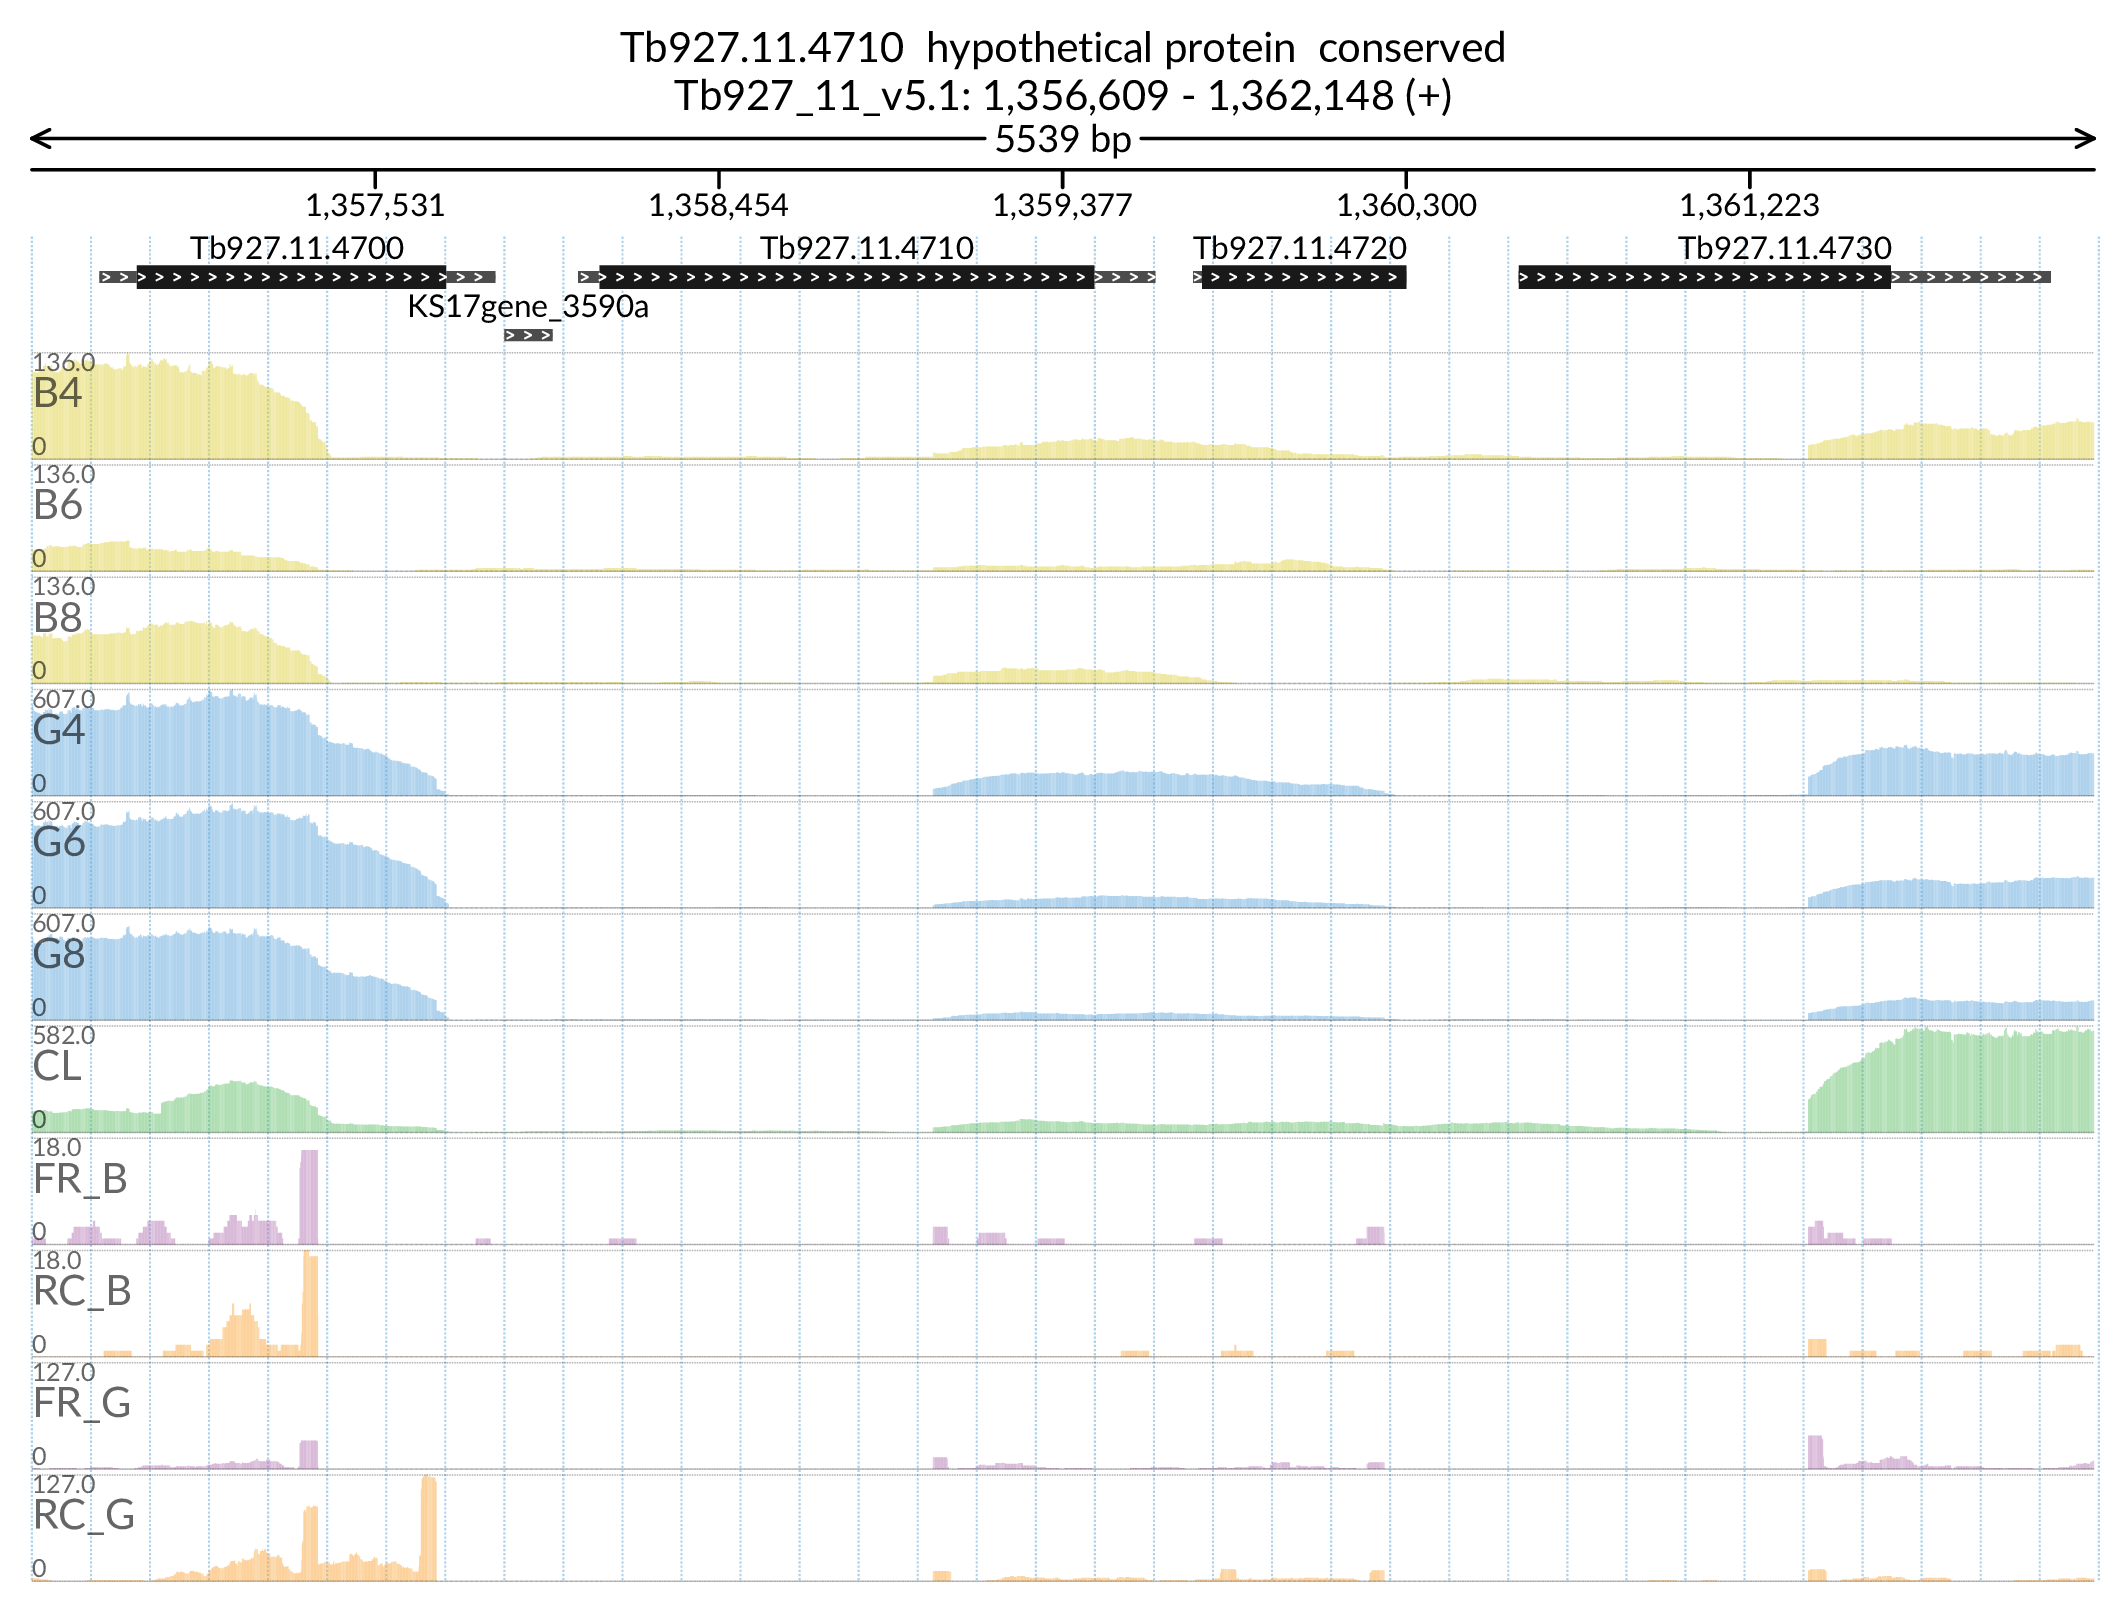 Tb927.11.4710  hypothetical protein  conserved
Tb927_11_v5.1: 1,356,609 - 1,362,148 (+)
5539 bp
1,357,531 1,358,454 1,359,377 1,360,300 1,361,223
Tb927.11.4700 Tb927.11.4710 Tb927.11.4720 Tb927.11.4730
KS17gene_3590a
136.0
B4
0
136.0
B6
0
136.0
B8
0
607.0
G4
0
607.0
G6
0
607.0
G8
0
582.0
CL
0
18.0
FR_B
0
18.0
RC_B
0
127.0
FR_G
0
127.0
RC_G
0